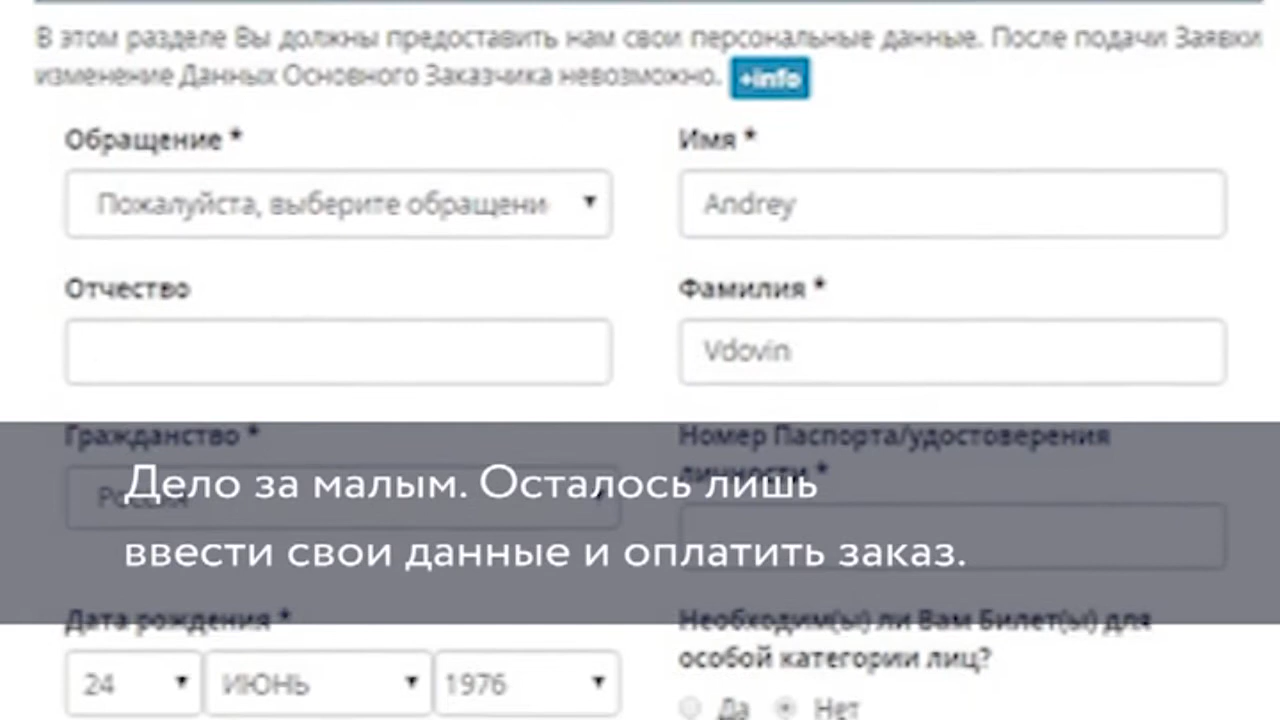 В этом разделе Вы должны предоставить нам свои персональные данные. После подачи Заявки
изменение Данных Основного Заказчика невозможно. +info
Обращение * Имя *
Пожалуйста, выберите обращени Andrey
Отчество Фамилия *
Vdovin
Гражданство * Номер Паспорта/удостоверения
личности *
Россия
Дело за малым. Осталось лишь
ввести свои данные и оплатить заказ.
Дата рождения * Необходим(ы) ли Вам Билет(ы) для
особой категории лиц?
24 ИЮНЬ 1976
Да Нет